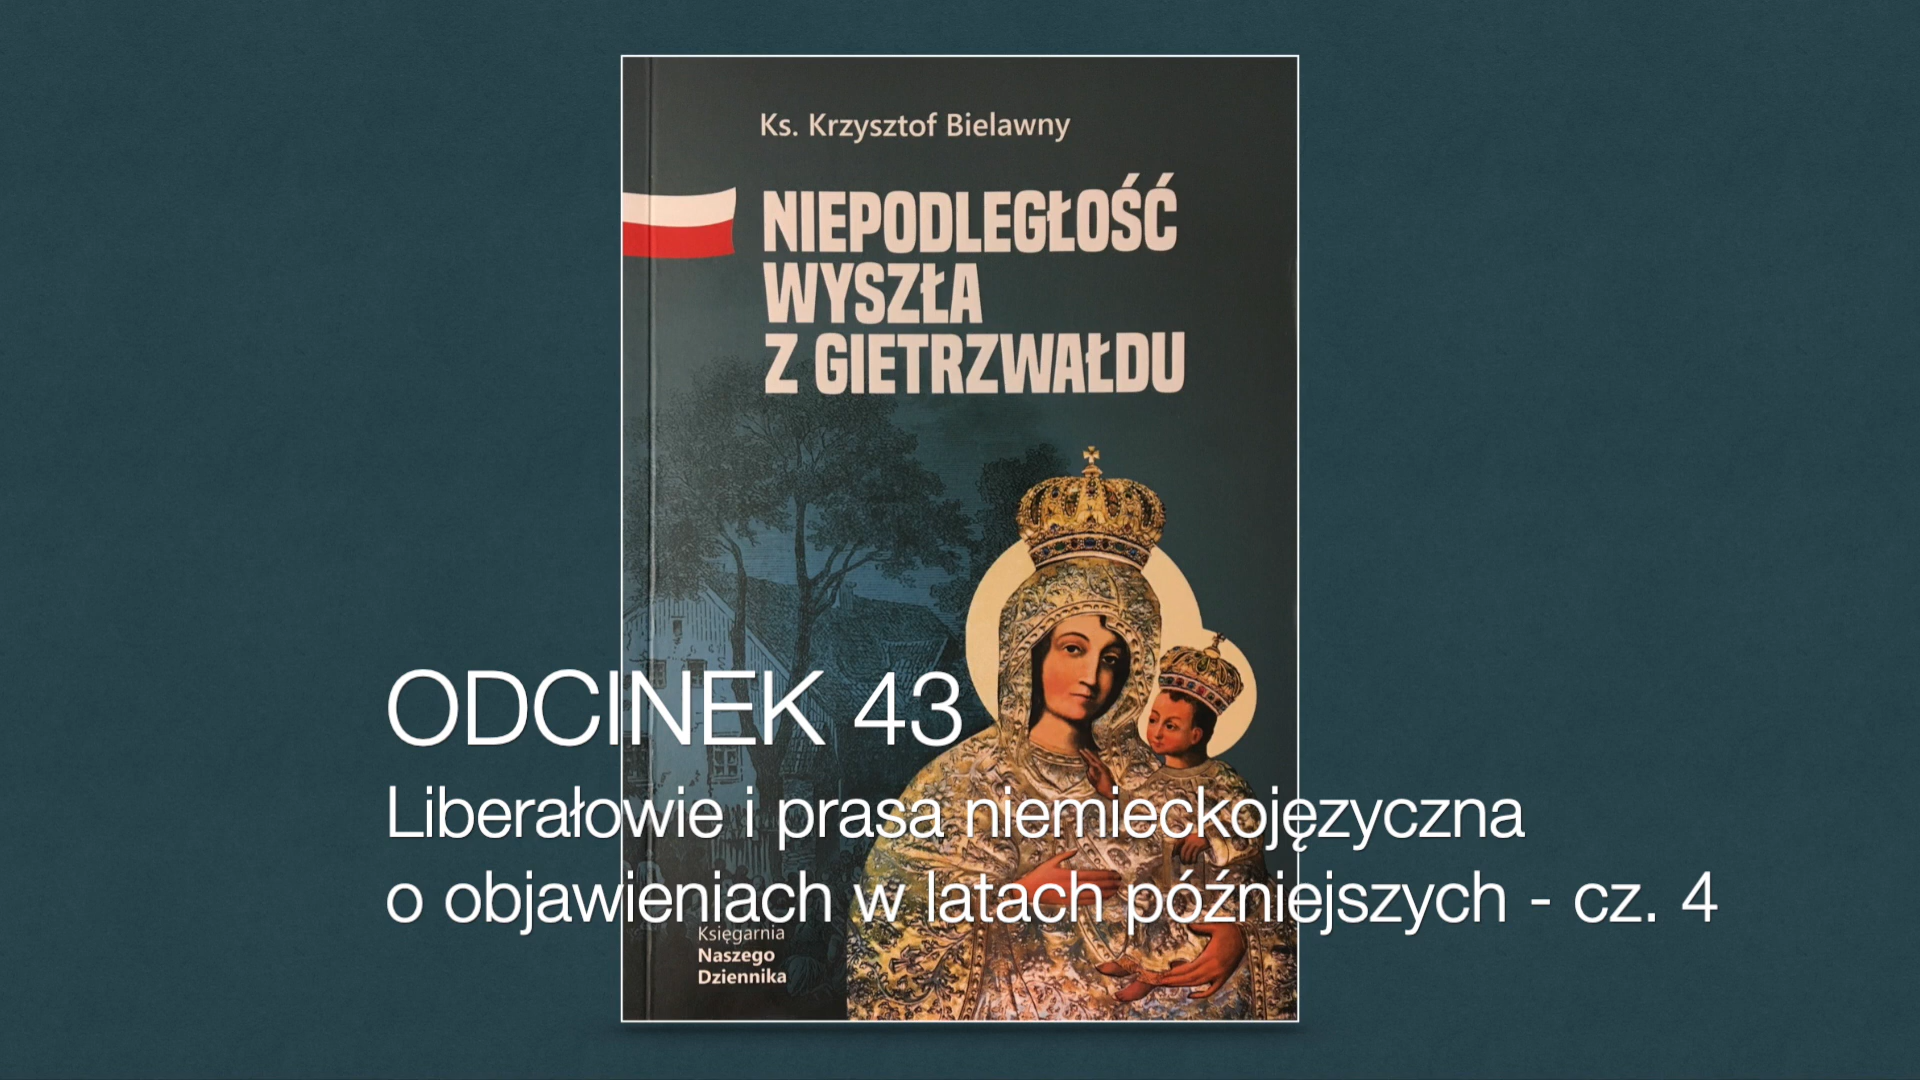 Ks. Krzysztof Bielawny
NIEPODLEGŁOŚĆ
WYSZŁA
Z GIETRZWAŁDU
ODCINEK 43
Liberałowie i prasa niemieckojęzyczna
o objawieniach w latach późniejszych - cz. 4
Księgarnia
Naszego
Dziennika